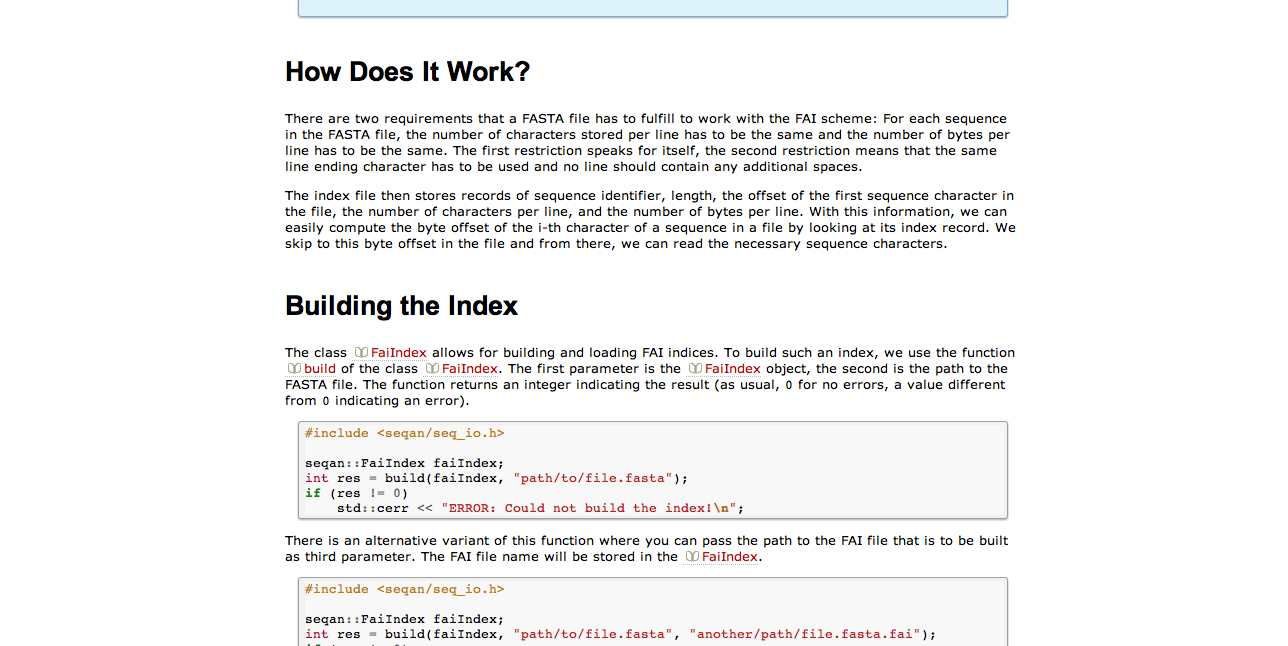 How Does It Work?
There are two requirements that a FASTA file has to fulfill to work with the FAI scheme: For each sequence
in the FASTA file, the number of characters stored per line has to be the same and the number of bytes per
line has to be the same. The first restriction speaks for itself, the second restriction means that the same
line ending character has to be used and no line should contain any additional spaces.
The index file then stores records of sequence identifier, length, the offset of the first sequence character in
the file, the number of characters per line, and the number of bytes per line. With this information, we can
easily compute the byte offset of the i-th character of a sequence in a file by looking at its index record. We
skip to this byte offset in the file and from there, we can read the necessary sequence characters.
Building the Index
The class FaiIndex allows for building and loading FAI indices. To build such an index, we use the function
build of the class FaiIndex. The first parameter is the FaiIndex object, the second is the path to the
FASTA file. The function returns an integer indicating the result (as usual, 0 for no errors, a value different
from 0 indicating an error).
#include <seqan/seq_io.h>
seqan::FaiIndex faiIndex;
int res = build(faiIndex, "path/to/file.fasta");
if (res != 0)
    std::cerr << "ERROR: Could not build the index!\n";
There is an alternative variant of this function where you can pass the path to the FAI file that is to be built
as third parameter. The FAI file name will be stored in the FaiIndex.
#include <seqan/seq_io.h>
seqan::FaiIndex faiIndex;
int res = build(faiIndex, "path/to/file.fasta", "another/path/file.fasta.fai");